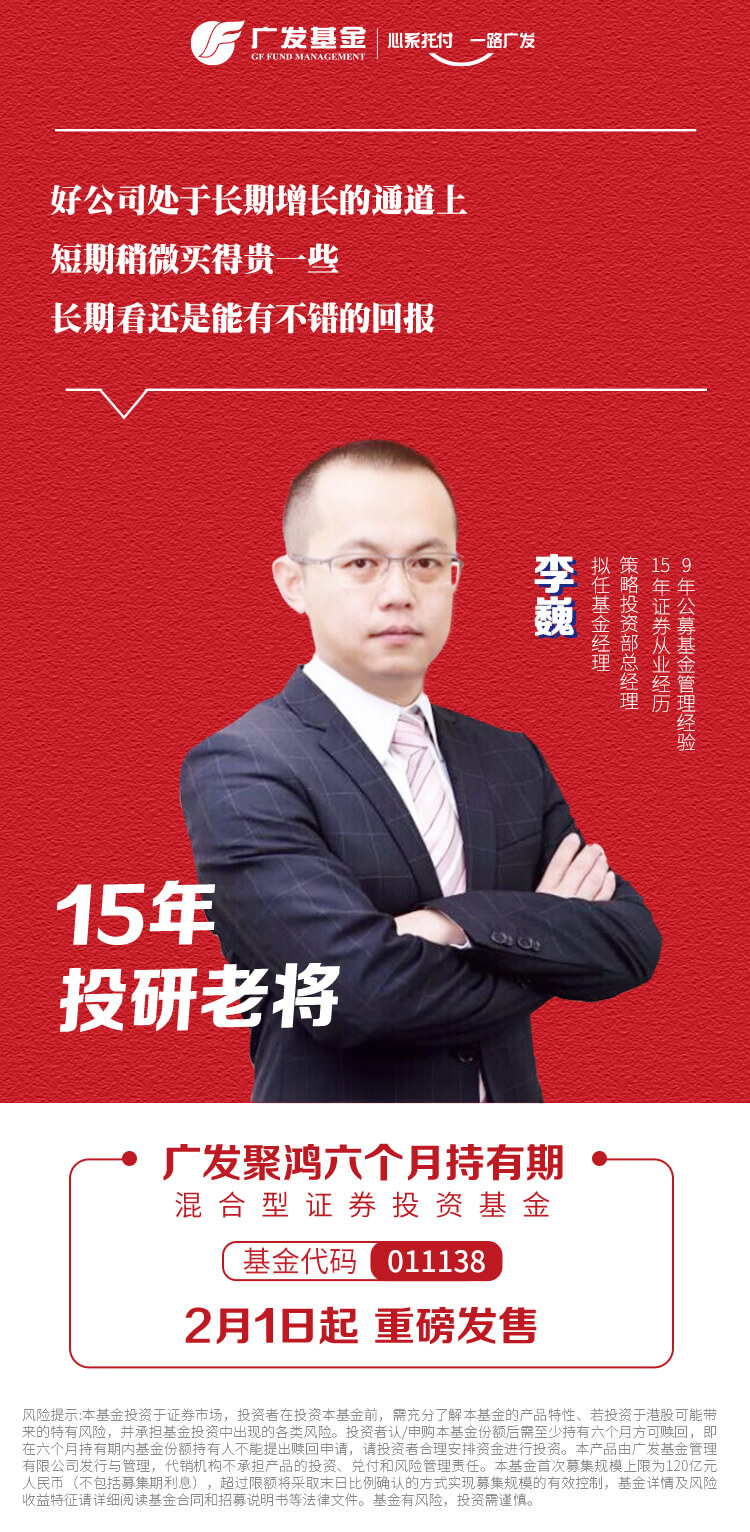 广发基金
GF FUND MANAGEMENT
心系托付 一路广发
好公司处于长期增长的通道上
短期稍微买得贵一些
长期看还是能有不错的回报
李巍
9年公募基金管理经验
15年证券从业经历
策略投资部总经理
拟任基金经理
15年
投研老将
广发聚鸿六个月持有期
混合型证券投资基金
基金代码 011138
2月1日起 重磅发售
风险提示:本基金投资于证券市场，投资者在投资本基金前，需充分了解本基金的产品特性、若投资于港股可能带
来的特有风险，并承担基金投资中出现的各类风险。投资者认/申购本基金份额后需至少持有六个月方可赎回，即
在六个月持有期内基金份额持有人不能提出赎回申请，请投资者合理安排资金进行投资。本产品由广发基金管理
有限公司发行与管理，代销机构不承担产品的投资、兑付和风险管理责任。本基金首次募集规模上限为120亿元
人民币（不包括募集期利息），超过限额将采取末日比例确认的方式实现募集规模的有效控制，基金详情及风险
收益特征请详细阅读基金合同和招募说明书等法律文件。基金有风险，投资需谨慎。